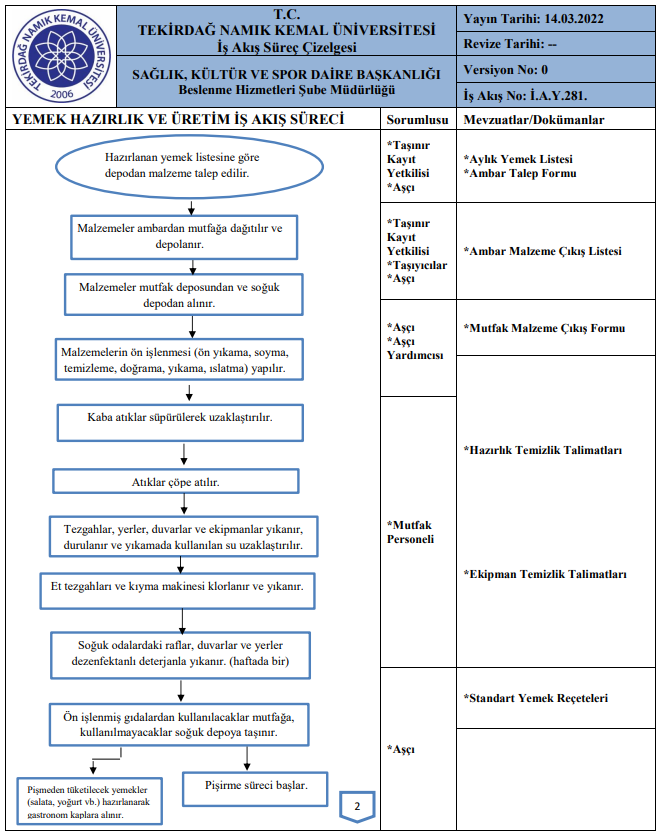 TEKİRDAĞ NAMIK KEMAL ÜNİVERSİTESİ
2006
T.C.
TEKİRDAĞ NAMIK KEMAL ÜNİVERSİTESİ
İş Akış Süreç Çizelgesi
SAĞLIK, KÜLTÜR VE SPOR DAİRE BAŞKANLIĞI
Beslenme Hizmetleri Şube Müdürlüğü
Yayın Tarihi: 14.03.2022
Revize Tarihi: --
Versiyon No: 0
İş Akış No: İ.A.Y.281.
YEMEK HAZIRLIK VE ÜRETİM İŞ AKIŞ SÜRECİ
Sorumlusu
Mevzuatlar/Dokümanlar
Hazırlanan yemek listesine göre
depodan malzeme talep edilir.
*Taşınır
Kayıt
Yetkilisi
*Aşçı
*Aylık Yemek Listesi
*Ambar Talep Formu
Malzemeler ambardan mutfağa dağıtılır ve
depolanır.
*Taşınır
Kayıt
Yetkilisi
*Taşıyıcılar
*Aşçı
*Ambar Malzeme Çıkış Listesi
Malzemeler mutfak deposundan ve soğuk
depodan alınır.
*Aşçı
*Aşçı
Yardımcısı
*Mutfak Malzeme Çıkış Formu
Malzemelerin ön işlenmesi (ön yıkama, soyma,
temizleme, doğrama, yıkama, ıslatma) yapılır.
Kaba atıklar süpürülerek uzaklaştırılır.
Atıklar çöpe atılır.
*Hazırlık Temizlik Talimatları
Tezgahlar, yerler, duvarlar ve ekipmanlar yıkanır,
durulanır ve yıkamada kullanılan su uzaklaştırılır.
*Mutfak
Personeli
Et tezgahları ve kıyma makinesi klorlanır ve yıkanır.
*Ekipman Temizlik Talimatları
Soğuk odalardaki raflar, duvarlar ve yerler
dezenfektanlı deterjanla yıkanır. (haftada bir)
Ön işlenmiş gıdalardan kullanılacaklar mutfağa,
kullanılmayacaklar soğuk depoya taşınır.
*Standart Yemek Reçeteleri
*Aşçı
Pişmeden tüketilecek yemekler
(salata, yoğurt vb.) hazırlanarak
gastronom kaplara alınır.
Pişirme süreci başlar.
2